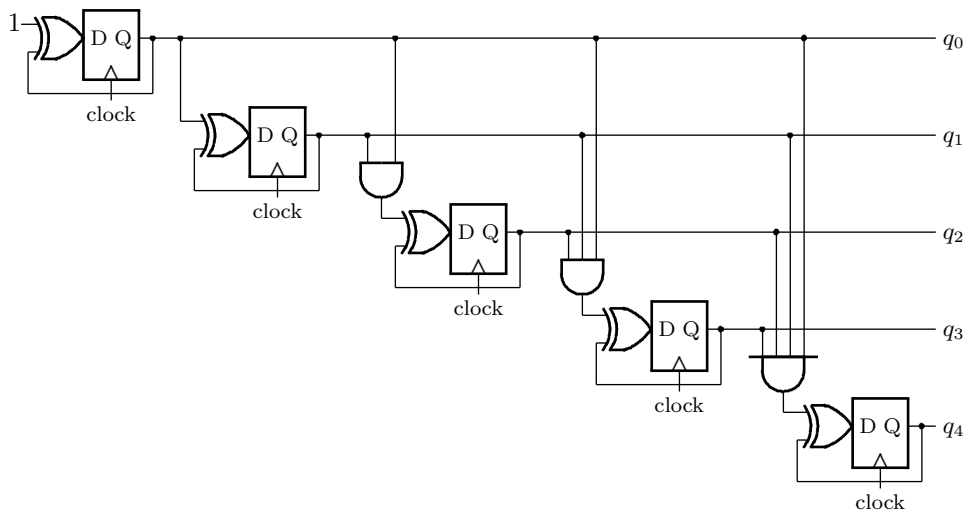 1 D Q q₀
clock
D Q q₁
clock
D Q q₂
clock
D Q q₃
clock
D Q q₄
clock